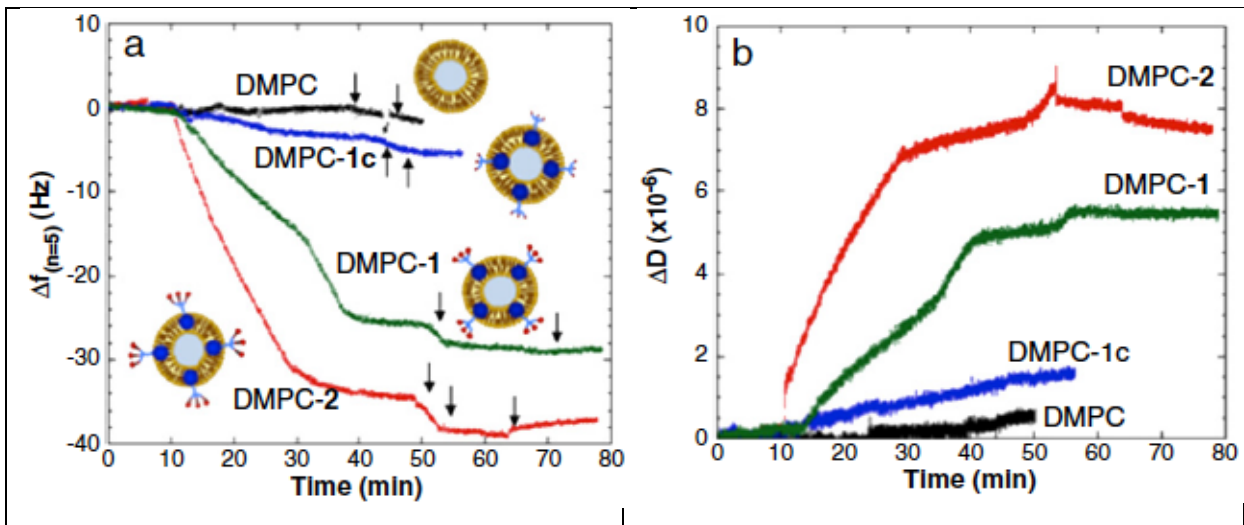 a
10
0
-10
-20
-30
-40
Δf(n=5) (Hz)
DMPC
DMPC-1c
DMPC-1
DMPC-2
0 10 20 30 40 50 60 70 80
Time (min)
b
10
8
6
4
2
0
ΔD (x10-6)
DMPC-2
DMPC-1
DMPC-1c
DMPC
0 10 20 30 40 50 60 70 80
Time (min)